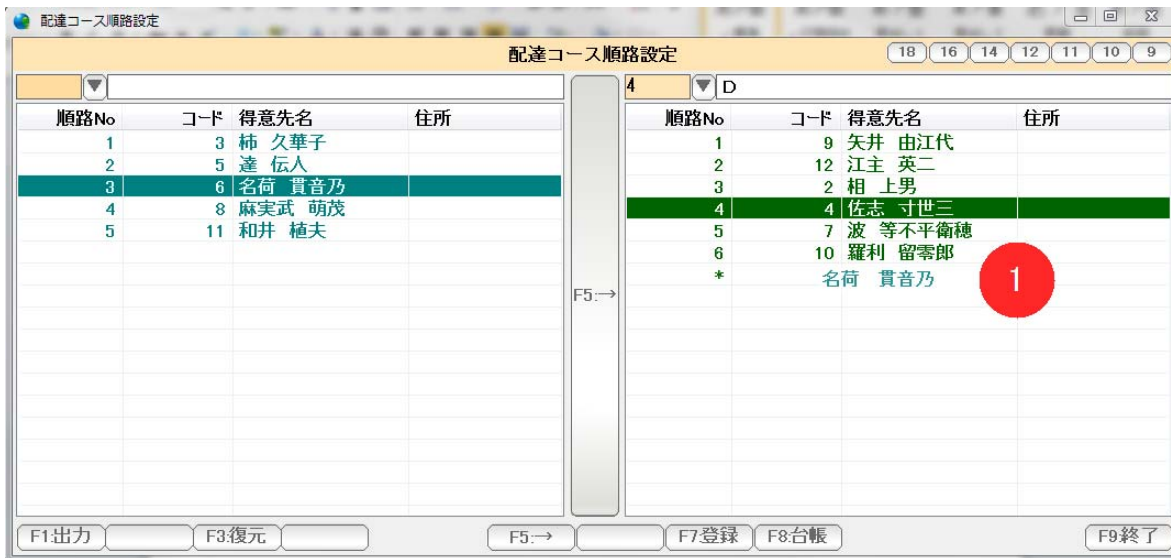 配達コース順路設定
配達コース順路設定 18 16 14 12 11 10 9
4 D
順路No コード 得意先名 住所
1 3 柿 久華子
2 5 達 伝人
3 6 名荷 貫音乃
4 8 麻実武 萌茂
5 11 和井 植夫
F5:→
順路No コード 得意先名 住所
1 9 矢井 由江代
2 12 江主 英二
3 2 相 上男
4 4 佐志 寸世三
5 7 波 等不平衛穂
6 10 羅利 留零郎
* 名荷 貫音乃
1
F1:出力 F3:復元 F5:→ F7:登録 F8:台帳 F9:終了